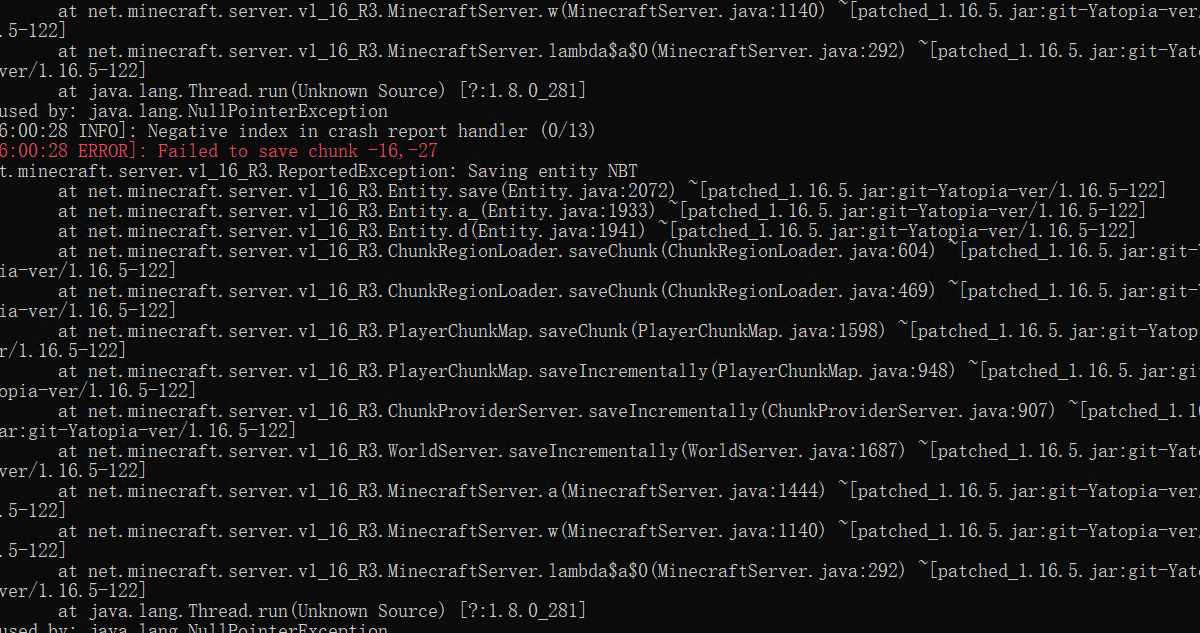 at net.minecraft.server.v1_16_R3.MinecraftServer.w(MinecraftServer.java:1140) ~[patched_1.16.5.jar:git-Yatopia-ver/
.5-122]
at net.minecraft.server.v1_16_R3.MinecraftServer.lambda$a$0(MinecraftServer.java:292) ~[patched_1.16.5.jar:git-Yato
ver/1.16.5-122]
at java.lang.Thread.run(Unknown Source) [?:1.8.0_281]
used by: java.lang.NullPointerException
6:00:28 INFO]: Negative index in crash report handler (0/13)
6:00:28 ERROR]: Failed to save chunk -16,-27
t.minecraft.server.v1_16_R3.ReportedException: Saving entity NBT
at net.minecraft.server.v1_16_R3.Entity.save(Entity.java:2072) ~[patched_1.16.5.jar:git-Yatopia-ver/1.16.5-122]
at net.minecraft.server.v1_16_R3.Entity.a_(Entity.java:1933) ~[patched_1.16.5.jar:git-Yatopia-ver/1.16.5-122]
at net.minecraft.server.v1_16_R3.Entity.d(Entity.java:1941) ~[patched_1.16.5.jar:git-Yatopia-ver/1.16.5-122]
at net.minecraft.server.v1_16_R3.ChunkRegionLoader.saveChunk(ChunkRegionLoader.java:604) ~[patched_1.16.5.jar:git-Y
ia-ver/1.16.5-122]
at net.minecraft.server.v1_16_R3.ChunkRegionLoader.saveChunk(ChunkRegionLoader.java:469) ~[patched_1.16.5.jar:git-Y
ia-ver/1.16.5-122]
at net.minecraft.server.v1_16_R3.PlayerChunkMap.saveChunk(PlayerChunkMap.java:1598) ~[patched_1.16.5.jar:git-Yatop
r/1.16.5-122]
at net.minecraft.server.v1_16_R3.PlayerChunkMap.saveIncrementally(PlayerChunkMap.java:948) ~[patched_1.16.5.jar:git
opia-ver/1.16.5-122]
at net.minecraft.server.v1_16_R3.ChunkProviderServer.saveIncrementally(ChunkProviderServer.java:907) ~[patched_1.16
ar:git-Yatopia-ver/1.16.5-122]
at net.minecraft.server.v1_16_R3.WorldServer.saveIncrementally(WorldServer.java:1687) ~[patched_1.16.5.jar:git-Yato
ver/1.16.5-122]
at net.minecraft.server.v1_16_R3.MinecraftServer.a(MinecraftServer.java:1444) ~[patched_1.16.5.jar:git-Yatopia-ver/
.5-122]
at net.minecraft.server.v1_16_R3.MinecraftServer.w(MinecraftServer.java:1140) ~[patched_1.16.5.jar:git-Yatopia-ver/
.5-122]
at net.minecraft.server.v1_16_R3.MinecraftServer.lambda$a$0(MinecraftServer.java:292) ~[patched_1.16.5.jar:git-Yato
ver/1.16.5-122]
at java.lang.Thread.run(Unknown Source) [?:1.8.0_281]
used by: java.lang.NullPointerException